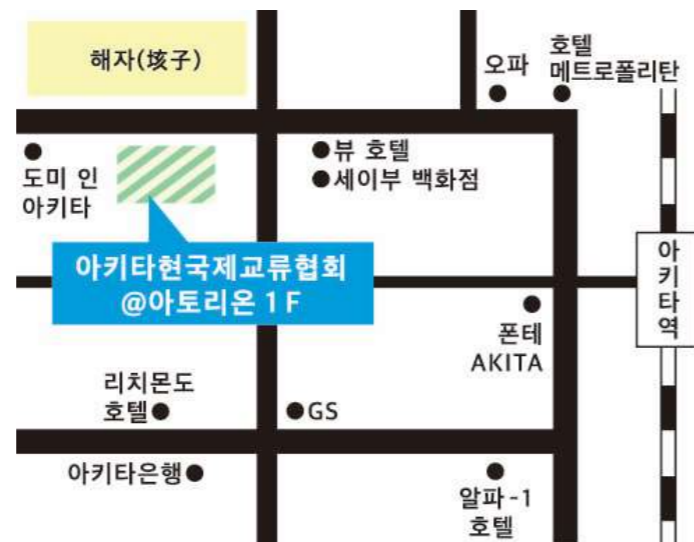 해자(垓子)
오파
호텔
메트로폴리탄
도미 인
아키타
●뷰 호텔
●세이부 백화점
아키타현국제교류협회
@아토리온 1 F
아키타역
폰테
AKITA
리치몬도
호텔●
●GS
아키타은행●
알파-1
호텔